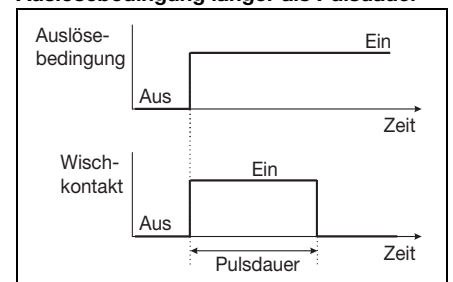 Auslösebedingung länger als Pulsdauer
Auslöse-
bedingung
Ein
Aus
Zeit
Wisch-
kontakt
Ein
Aus
Zeit
Pulsdauer